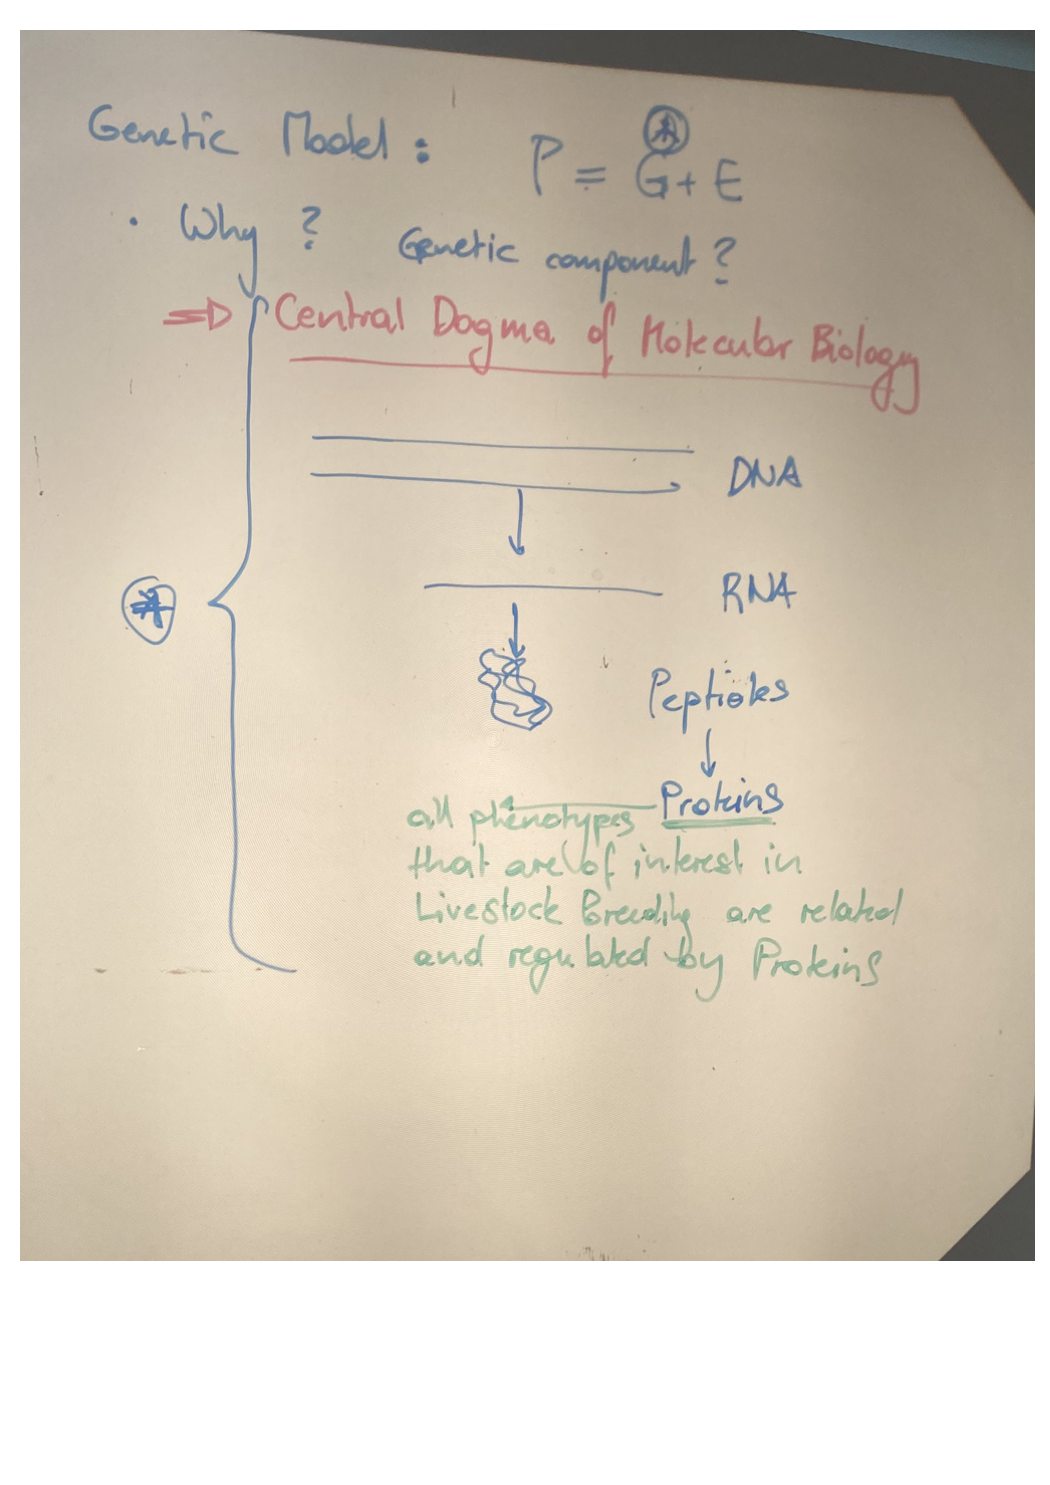 Genetic Model : P = G + E
• Why ? Genetic component ?
⇒ Central Dogma of Molecular Biology
DNA
RNA
Peptides
Proteins
all phenotypes
that are of interest in
Livestock Breeding are related
and regulated by Proteins